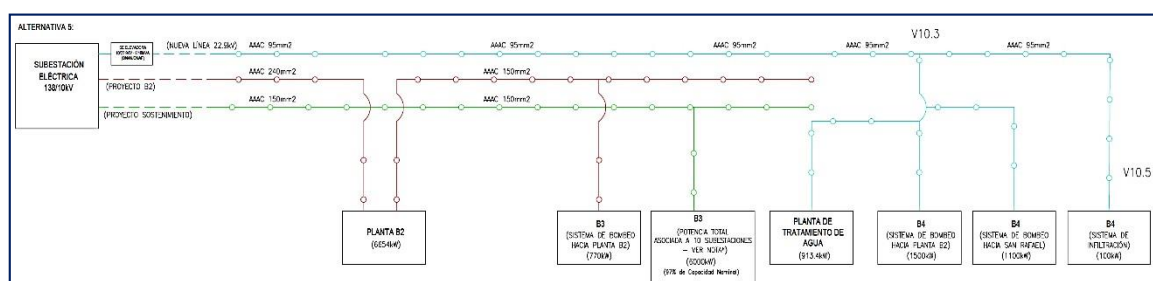 ALTERNATIVA 5:
SUBESTACIÓN
ELÉCTRICA
138/10kV
SE ELEVADORA
(NUEVA LÍNEA 22.9kV)
AAAC 95mm2
AAAC 95mm2
AAAC 95mm2
AAAC 95mm2
V10.3
AAAC 95mm2
AAAC 240mm2
AAAC 150mm2
(PROYECTO B2)
AAAC 150mm2
AAAC 150mm2
(PROYECTO SOSTENIMIENTO)
V10.5
PLANTA B2
(6654kW)
B3
(SISTEMA DE BOMBEO
HACIA PLANTA B2)
(770kW)
B3
(POTENCIA TOTAL
ASOCIADA A 10 SUBESTACIONES
– VER NOTA*)
(6000kW)
(97% de Capacidad Nominal)
PLANTA DE
TRATAMIENTO DE
AGUA
(913.4kW)
B4
(SISTEMA DE BOMBEO
HACIA PLANTA B2)
(1500kW)
B4
(SISTEMA DE BOMBEO
HACIA SAN RAFAEL)
(1100kW)
B4
(SISTEMA DE
INFILTRACIÓN)
(100kW)